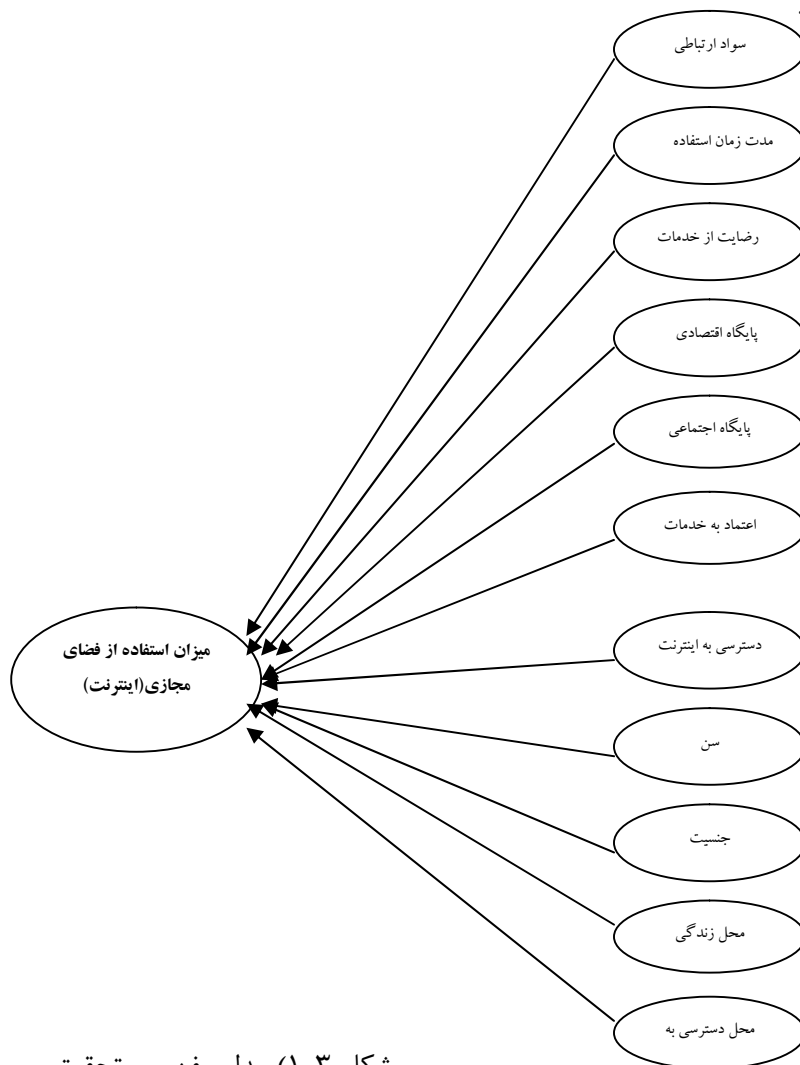 سواد ارتباطی
مدت زمان استفاده
رضایت از خدمات
پایگاه اقتصادی
پایگاه اجتماعی
اعتماد به خدمات
دسترسی به اینترنت
سن
جنسیت
محل زندگی
محل دسترسی به
میزان استفاده از فضای
مجازی(اینترنت)